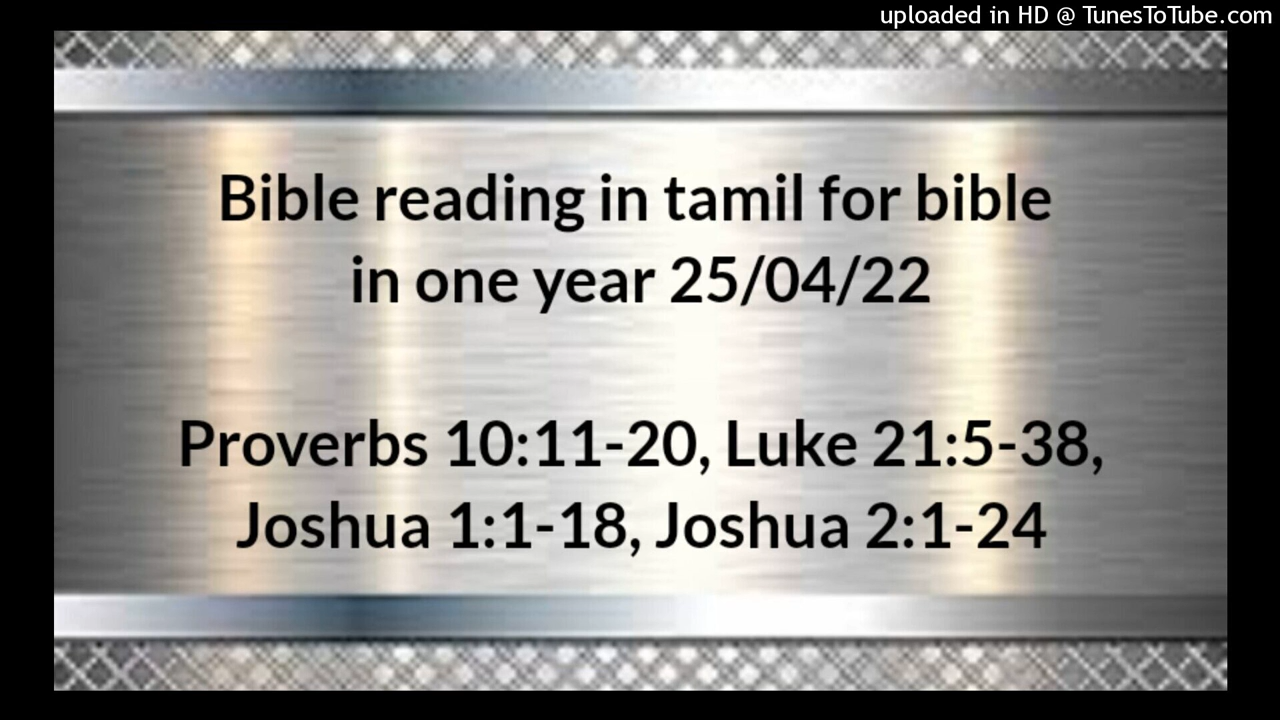 uploaded in HD @ TunesToTube.com
Bible reading in tamil for bible
in one year 25/04/22
Proverbs 10:11-20, Luke 21:5-38,
Joshua 1:1-18, Joshua 2:1-24